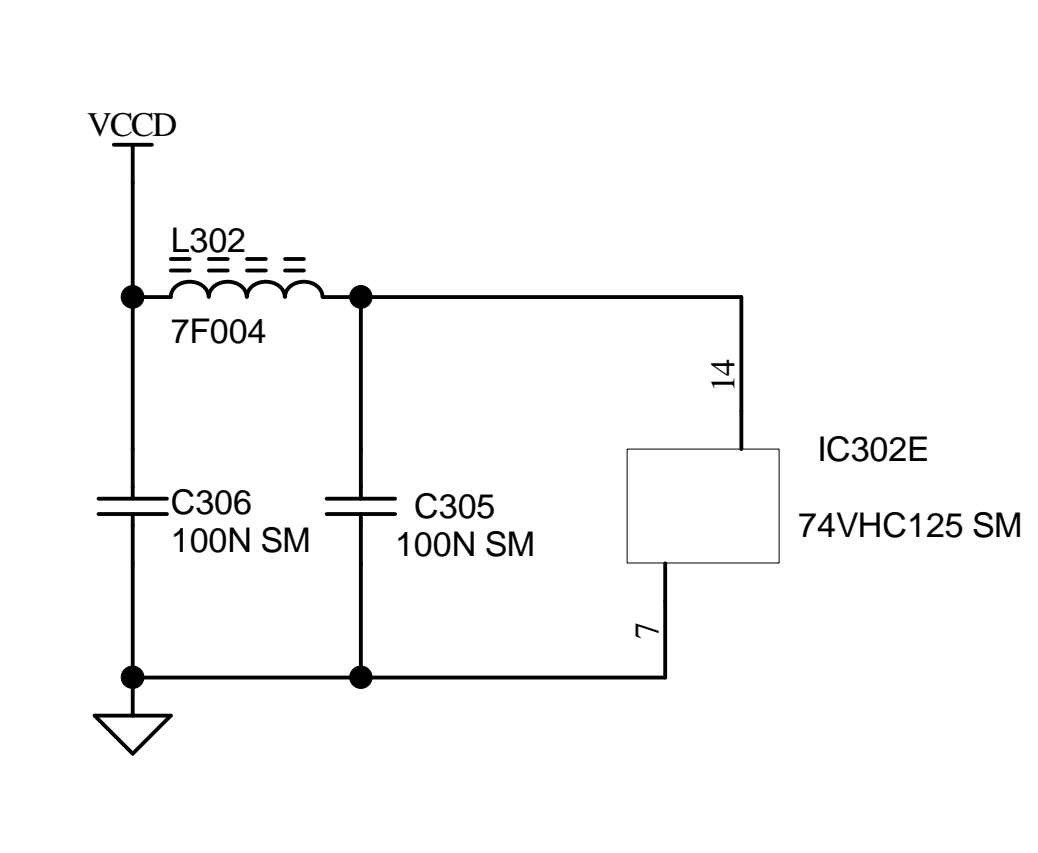 VCCD
L302
7F004
14
IC302E
C306
100N SM
C305
100N SM
74VHC125 SM
7